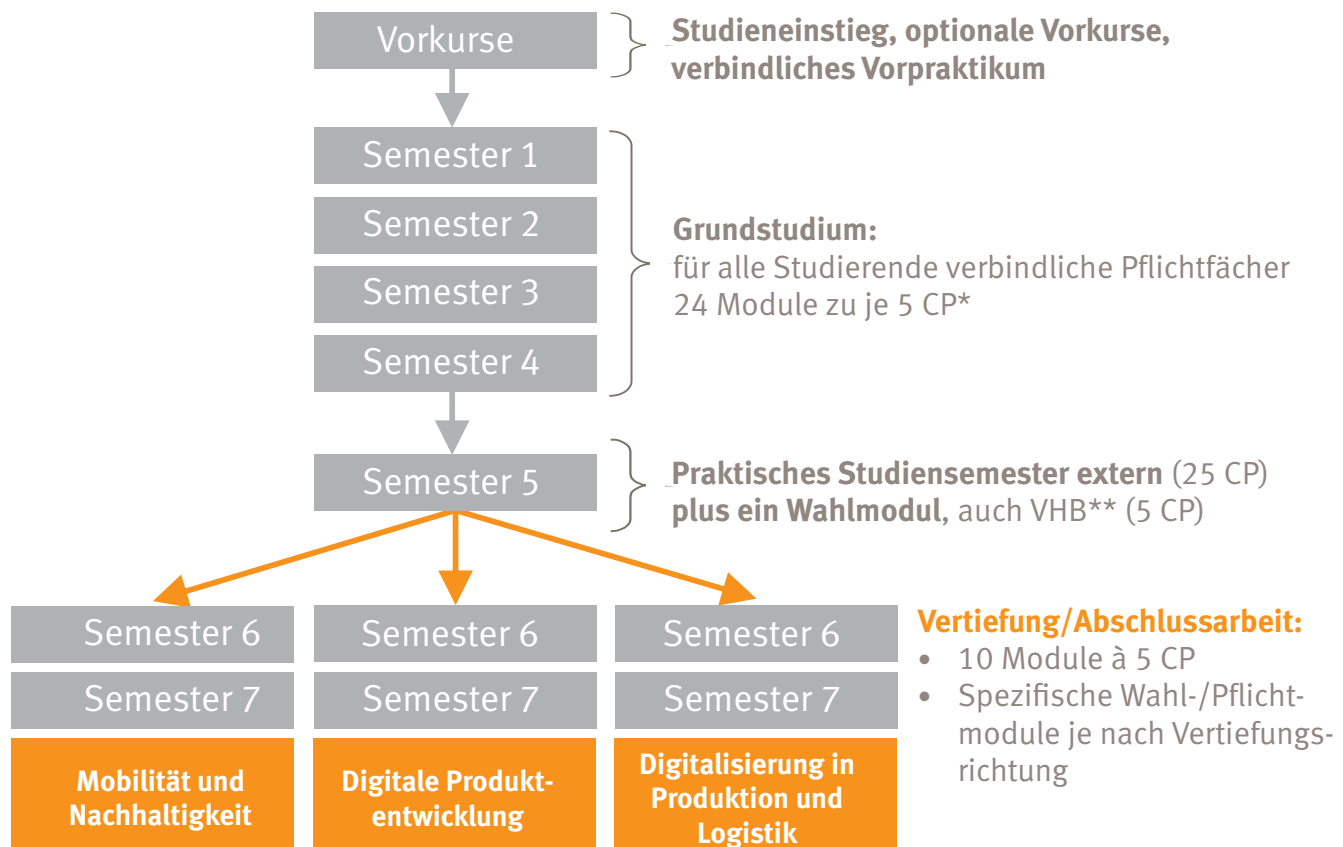 Vorkurse
Studieneinstieg, optionale Vorkurse,
verbindliches Vorpraktikum
Semester 1
Semester 2
Semester 3
Semester 4
Grundstudium:
für alle Studierende verbindliche Pflichtfächer
24 Module zu je 5 CP*
Semester 5
Praktisches Studiensemester extern (25 CP)
plus ein Wahlmodul, auch VHB** (5 CP)
Semester 6
Semester 7
Mobilität und
Nachhaltigkeit
Semester 6
Semester 7
Digitale Produkt-
entwicklung
Semester 6
Semester 7
Digitalisierung in
Produktion und
Logistik
Vertiefung/Abschlussarbeit:
• 10 Module à 5 CP
• Spezifische Wahl-/Pflicht-
module je nach Vertiefungs-
richtung